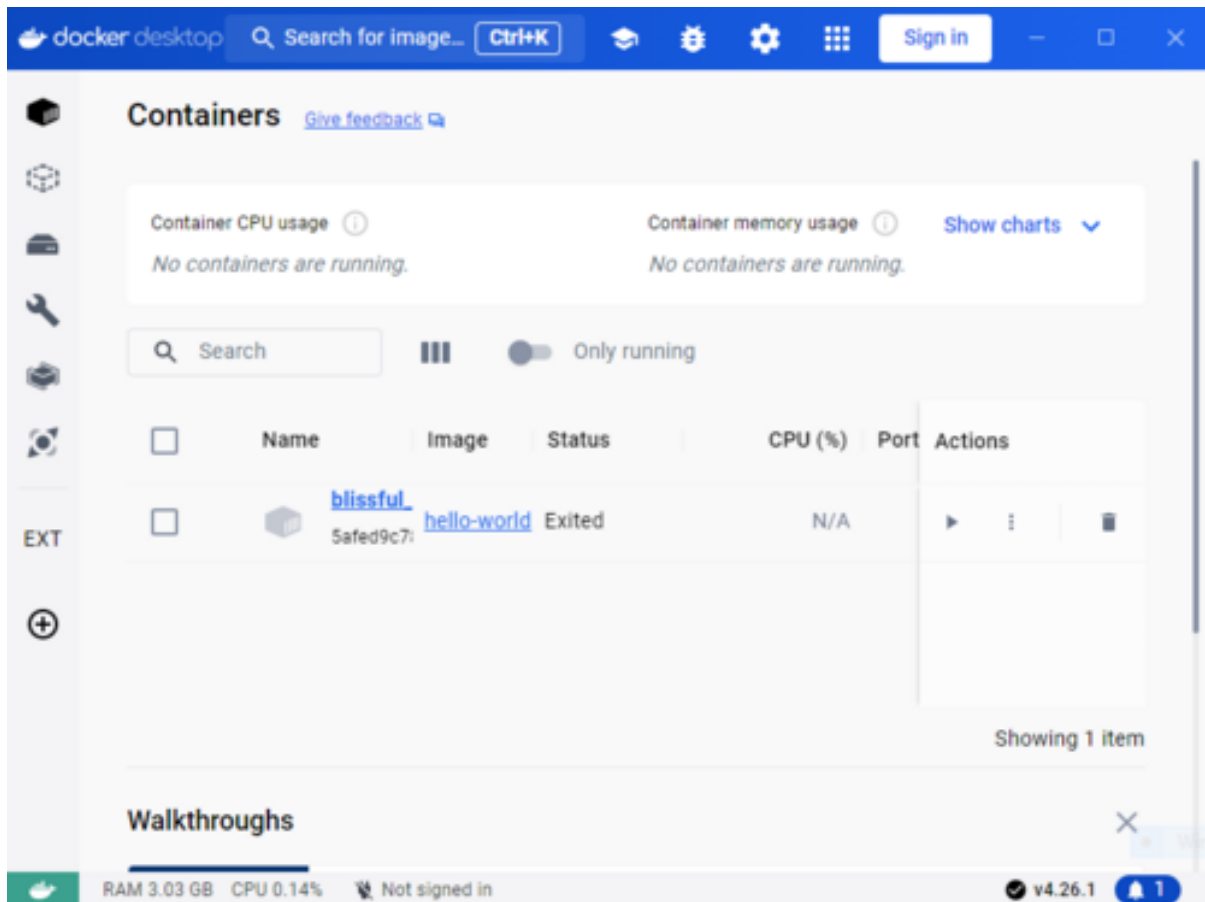 docker desktop Search for image... Ctrl+K Sign in
Containers Give feedback
Container CPU usage Container memory usage Show charts
No containers are running. No containers are running.
Search Only running
Name Image Status CPU (%) Port Actions
blissful_
hello-world Exited N/A
5afed9c7
EXT
Showing 1 item
Walkthroughs
RAM 3.03 GB CPU 0.14% Not signed in v4.26.1 1